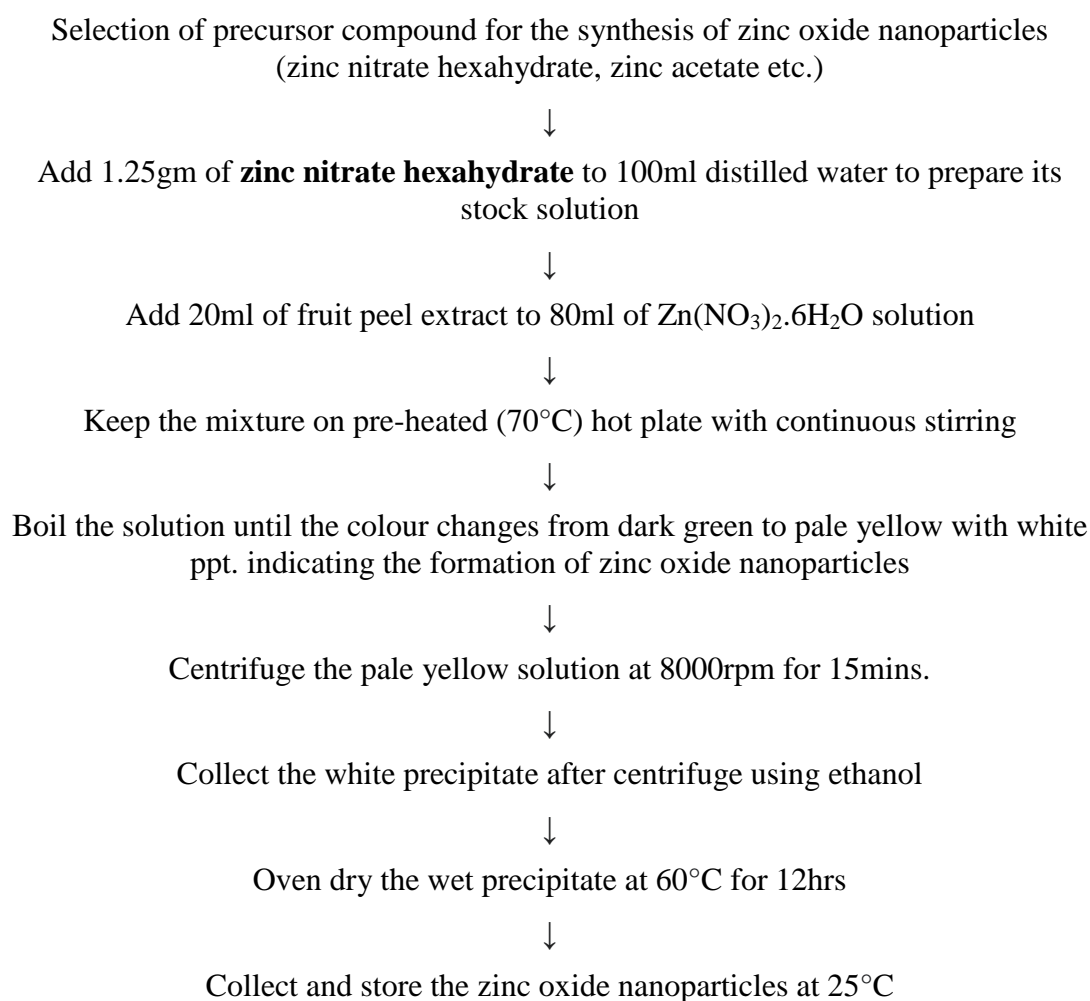 Selection of precursor compound for the synthesis of zinc oxide nanoparticles
(zinc nitrate hexahydrate, zinc acetate etc.)
↓
Add 1.25gm of zinc nitrate hexahydrate to 100ml distilled water to prepare its
stock solution
↓
Add 20ml of fruit peel extract to 80ml of Zn(NO₃)₂.6H₂O solution
↓
Keep the mixture on pre-heated (70°C) hot plate with continuous stirring
↓
Boil the solution until the colour changes from dark green to pale yellow with white
ppt. indicating the formation of zinc oxide nanoparticles
↓
Centrifuge the pale yellow solution at 8000rpm for 15mins.
↓
Collect the white precipitate after centrifuge using ethanol
↓
Oven dry the wet precipitate at 60°C for 12hrs
↓
Collect and store the zinc oxide nanoparticles at 25°C